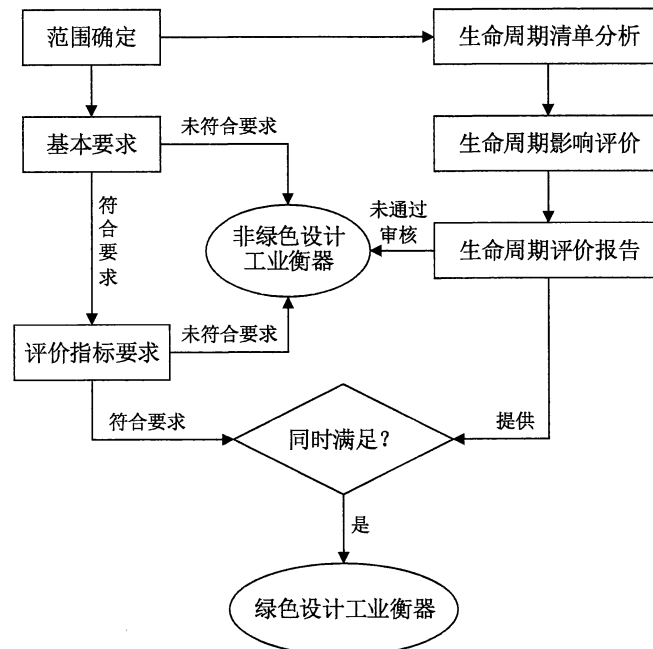 范围确定
生命周期清单分析
基本要求
未符合要求
生命周期影响评价
符
合
要
求
非绿色设计
工业衡器
未通过
审核
生命周期评价报告
评价指标要求
未符合要求
符合要求
同时满足?
提供
是
绿色设计工业衡器